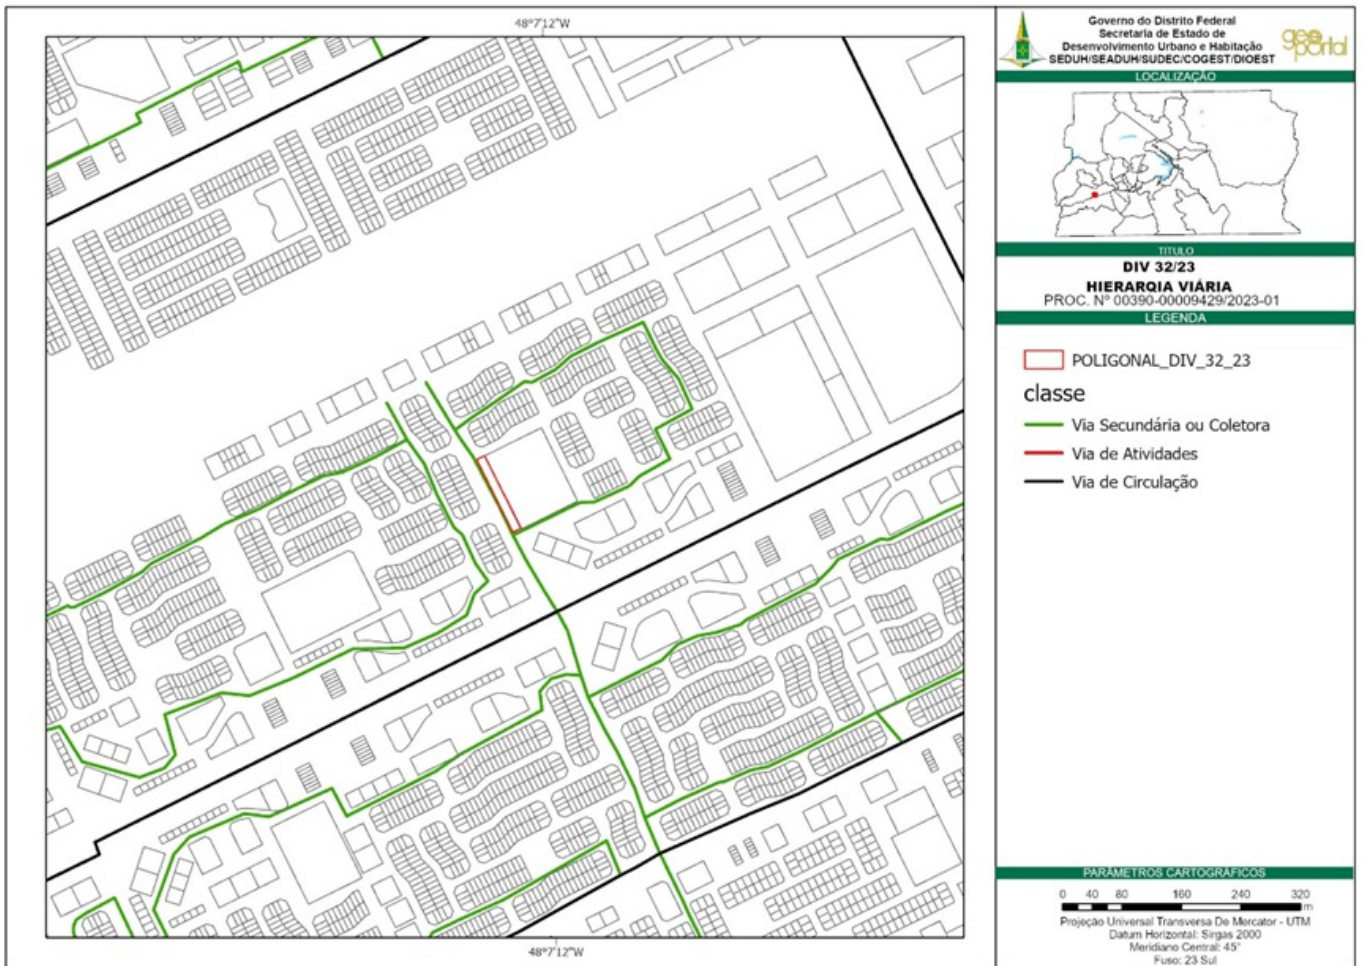 48°7'12"W
Governo do Distrito Federal
Secretaria de Estado de
Desenvolvimento Urbano e Habitação
SEDUH/SEADUH/SUDEC/COGEST/DIOEST
geo
portal
LOCALIZAÇÃO
TITULO
DIV 32/23
HIERARQIA VIÁRIA
PROC. Nº 00390-00009429/2023-01
LEGENDA
POLIGONAL_DIV_32_23
classe
Via Secundária ou Coletora
Via de Atividades
Via de Circulação
PARÂMETROS CARTOGRÁFICOS
0 40 80 160 240 320
m
Projeção Universal Transversa De Mercator - UTM
Datum Horizontal: Sirgas 2000
Meridiano Central: 45°
Fuso: 23 Sul
48°7'12"W